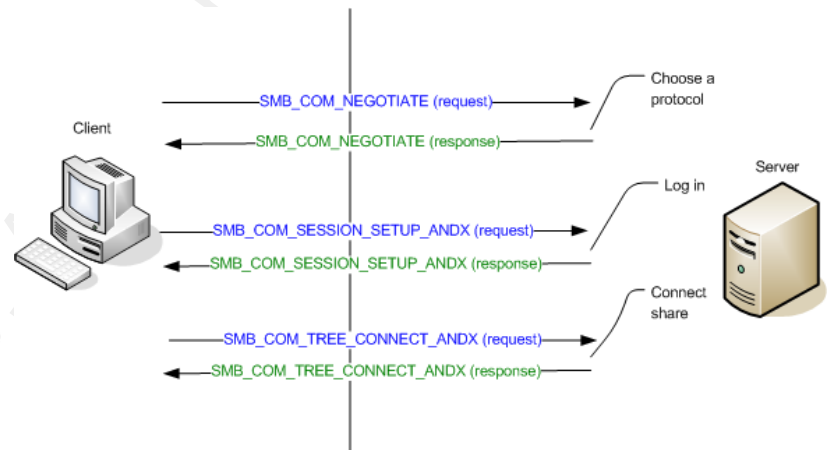 Choose a
protocol
SMB_COM_NEGOTIATE (request)
Client
SMB_COM_NEGOTIATE (response)
Server
Log in
SMB_COM_SESSION_SETUP_ANDX (request)
SMB_COM_SESSION_SETUP_ANDX (response)
Connect
share
SMB_COM_TREE_CONNECT_ANDX (request)
SMB_COM_TREE_CONNECT_ANDX (response)